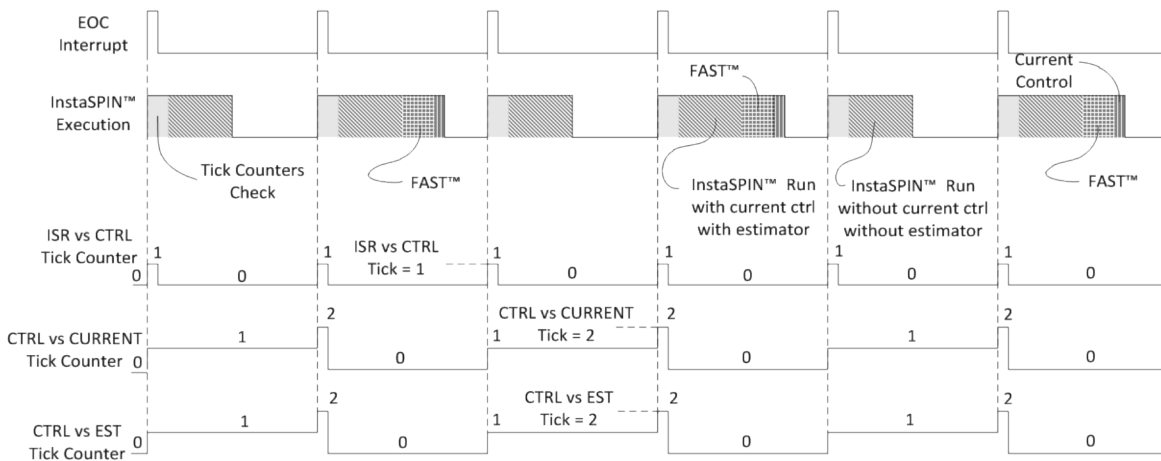 EOC
Interrupt
InstaSPIN™
Execution
FAST™
Current
Control
Tick Counters
Check
FAST™
InstaSPIN™ Run
with current ctrl
with estimator
InstaSPIN™ Run
without current ctrl
without estimator
FAST™
ISR vs CTRL
Tick Counter
0
1
0
1
ISR vs CTRL
Tick = 1
1
0
1
0
1
0
1
0
CTRL vs CURRENT
Tick Counter
0
1
2
0
1
CTRL vs CURRENT
Tick = 2
2
0
1
2
0
CTRL vs EST
Tick Counter
0
1
2
0
1
CTRL vs EST
Tick = 2
2
0
1
2
0